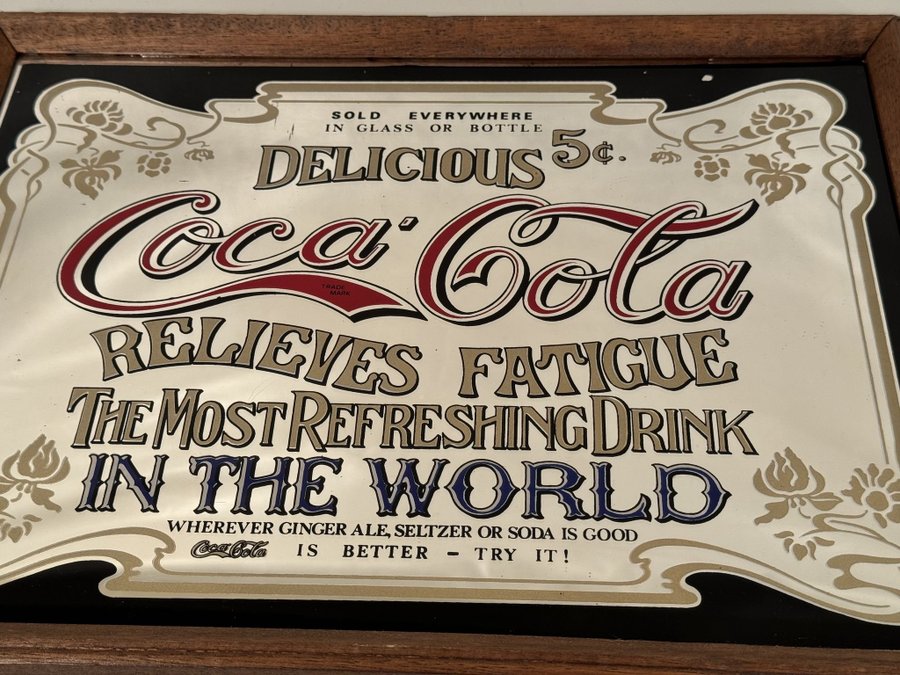 SOLD EVERYWHERE
IN GLASS OR BOTTLE
DELICIOUS 5¢.
Coca-Cola
TRADE
MARK
RELIEVES FATIGUE
THE MOST REFRESHING DRINK
IN THE WORLD
WHEREVER GINGER ALE, SELTZER OR SODA IS GOOD
Coca-Cola IS BETTER – TRY IT!